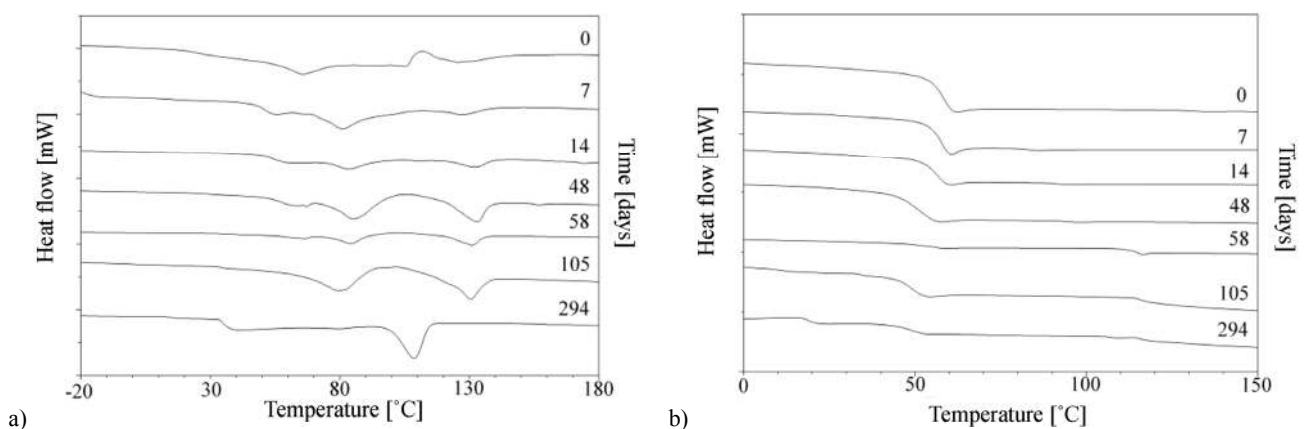 0
7
14
48
58
105
294
Heat flow [mW]
Time [days]
-20 30 80 130 180
Temperature [˚C]
a)
0
7
14
48
58
105
294
Heat flow [mW]
Time [days]
0 50 100 150
Temperature [˚C]
b)